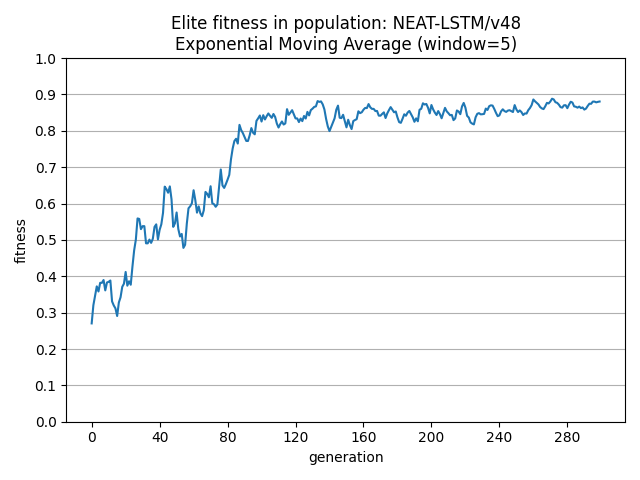 Elite fitness in population: NEAT-LSTM/v48
Exponential Moving Average (window=5)
1.0
0.9
0.8
0.7
0.6
0.5
0.4
0.3
0.2
0.1
0.0
fitness
0 40 80 120 160 200 240 280
generation